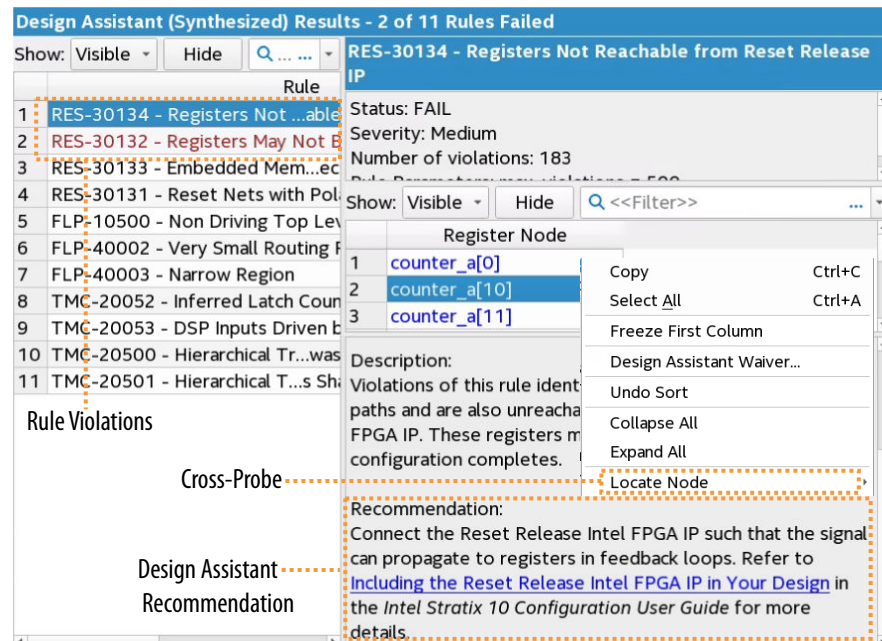 Design Assistant (Synthesized) Results - 2 of 11 Rules Failed
Show: Visible Hide ... ...
Rule
1 RES-30134 - Registers Not ...able
2 RES-30132 - Registers May Not B
3 RES-30133 - Embedded Mem...ec
4 RES-30131 - Reset Nets with Pol
5 FLP-10500 - Non Driving Top Lev
6 FLP-40002 - Very Small Routing F
7 FLP-40003 - Narrow Region
8 TMC-20052 - Inferred Latch Coun
9 TMC-20053 - DSP Inputs Driven b
10 TMC-20500 - Hierarchical Tr...was
11 TMC-20501 - Hierarchical T...s Sha
Rule Violations
Cross-Probe
Design Assistant
Recommendation
RES-30134 - Registers Not Reachable from Reset Release
IP
Status: FAIL
Severity: Medium
Number of violations: 183
Rule Parameters: max_violations = 500
Show: Visible Hide <<Filter>> ...
Register Node
1 counter_a[0]
2 counter_a[10]
3 counter_a[11]
Copy Ctrl+C
Select All Ctrl+A
Freeze First Column
Design Assistant Waiver...
Undo Sort
Collapse All
Expand All
Locate Node
Description:
Violations of this rule ident
paths and are also unreacha
FPGA IP. These registers m
configuration completes.
Recommendation:
Connect the Reset Release Intel FPGA IP such that the signal
can propagate to registers in feedback loops. Refer to
Including the Reset Release Intel FPGA IP in Your Design in
the Intel Stratix 10 Configuration User Guide for more
details.